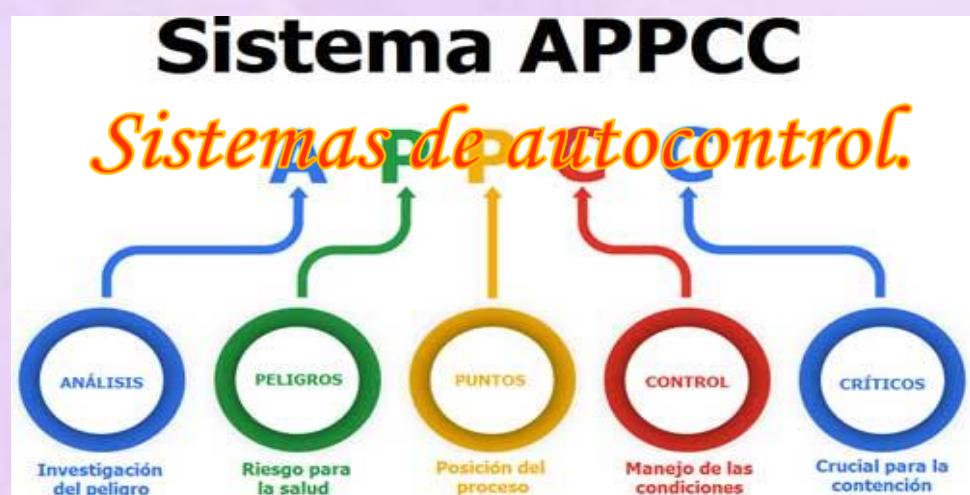 Sistema APPCC
Sistemas de autocontrol.
A P P C C
ANÁLISIS
PELIGROS
PUNTOS
CONTROL
CRÍTICOS
Investigación
del peligro
Riesgo para
la salud
Posición del
proceso
Manejo de las
condiciones
Crucial para la
contención